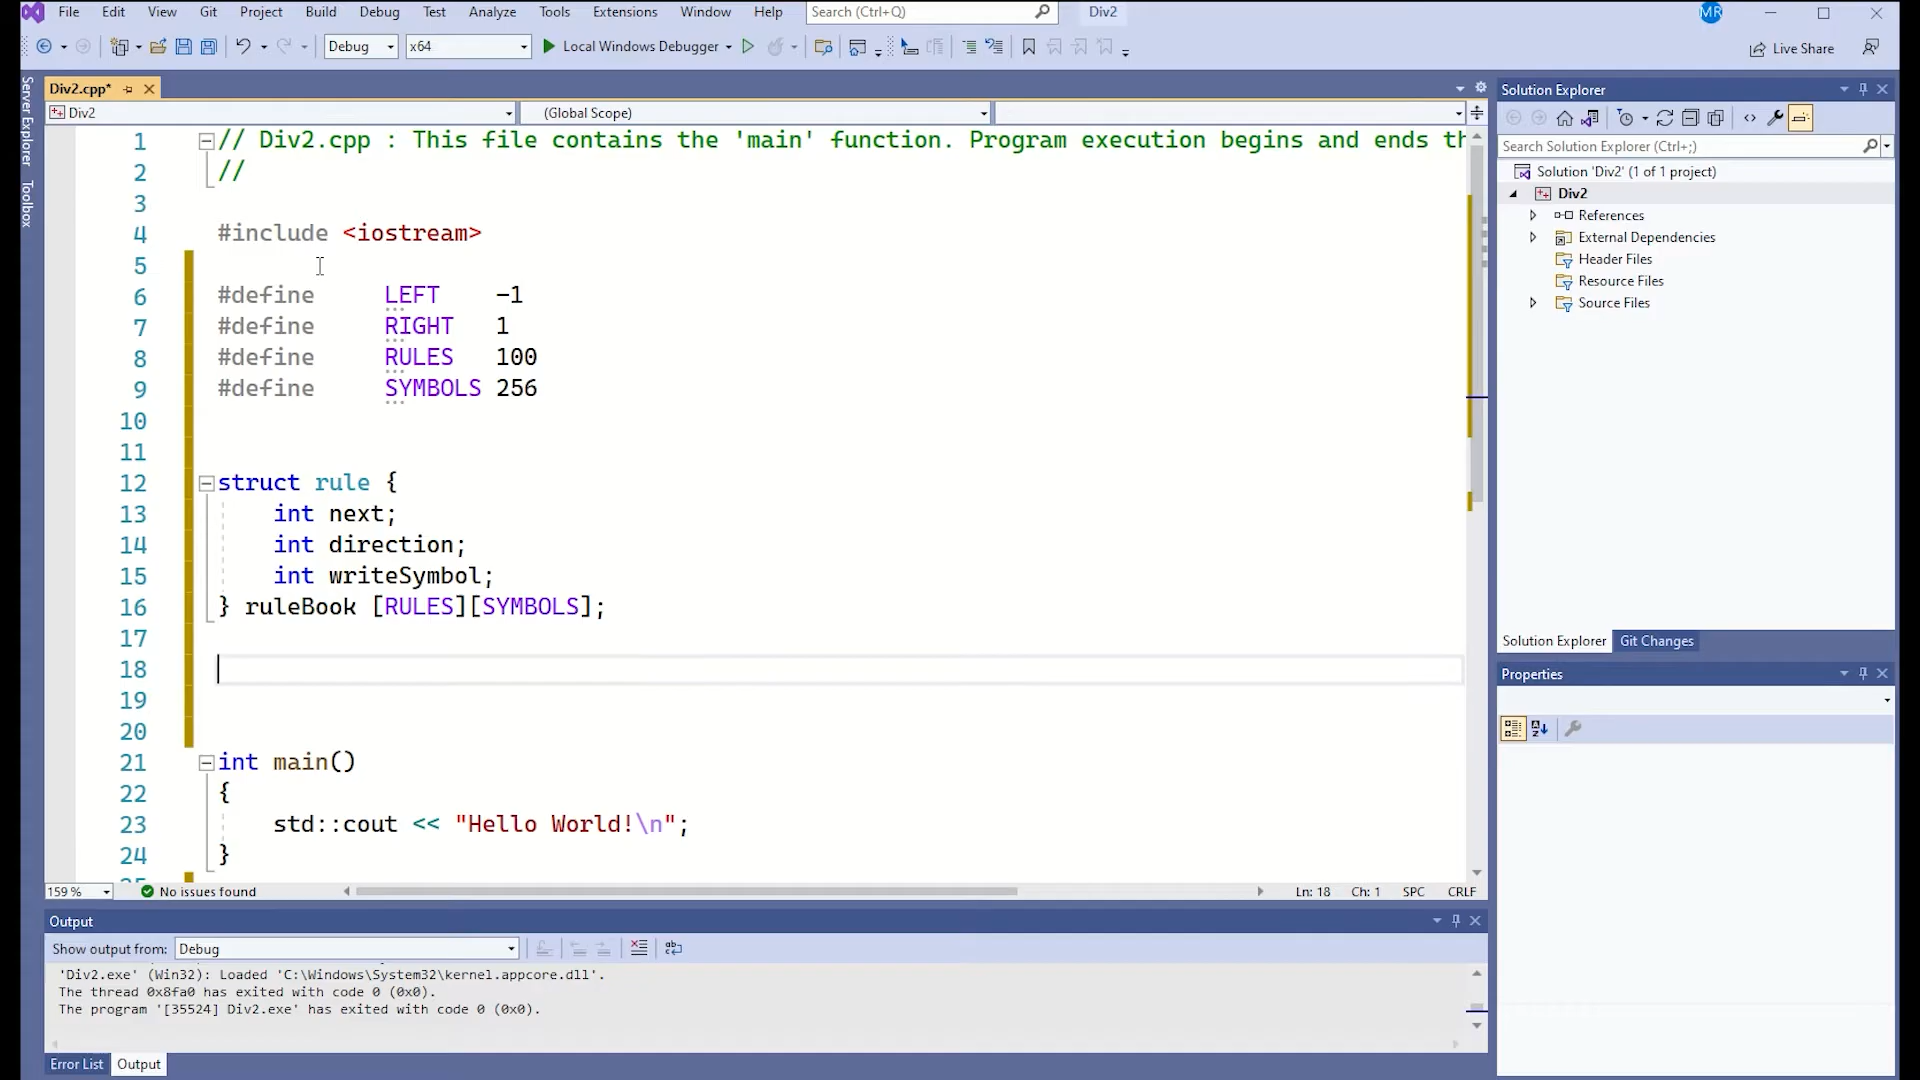 File Edit View Git Project Build Debug Test Analyze Tools Extensions Window Help Search (Ctrl+Q) Div2 MR
Debug x64 Local Windows Debugger Live Share
Server Explorer
Toolbox
Div2.cpp*
Div2 (Global Scope)
1 // Div2.cpp : This file contains the 'main' function. Program execution begins and ends th
2 //
3
4 #include <iostream>
5
6 #define LEFT -1
7 #define RIGHT 1
8 #define RULES 100
9 #define SYMBOLS 256
10
11
12 struct rule {
13 int next;
14 int direction;
15 int writeSymbol;
16 } ruleBook [RULES][SYMBOLS];
17
18
19
20
21 int main()
22 {
23 std::cout << "Hello World!\n";
24 }
159 % No issues found Ln: 18 Ch: 1 SPC CRLF
Output
Show output from: Debug
'Div2.exe' (Win32): Loaded 'C:\Windows\System32\kernel.appcore.dll'.
The thread 0x8fa0 has exited with code 0 (0x0).
The program '[35524] Div2.exe' has exited with code 0 (0x0).
Error List Output
Solution Explorer
Search Solution Explorer (Ctrl+;)
Solution 'Div2' (1 of 1 project)
Div2
References
External Dependencies
Header Files
Resource Files
Source Files
Solution Explorer Git Changes
Properties